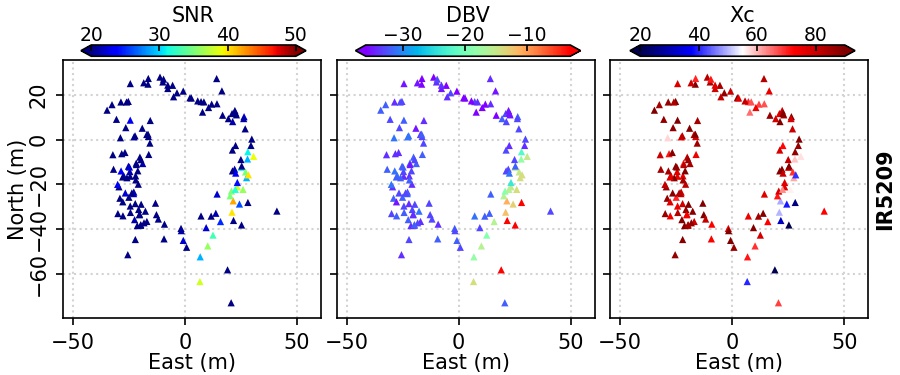 SNR DBV Xc
20 30 40 50 −30 −20 −10 20 40 60 80
North (m)
20
0
−20
−40
−60
IR5209
−50 0 50 −50 0 50 −50 0 50
East (m) East (m) East (m)